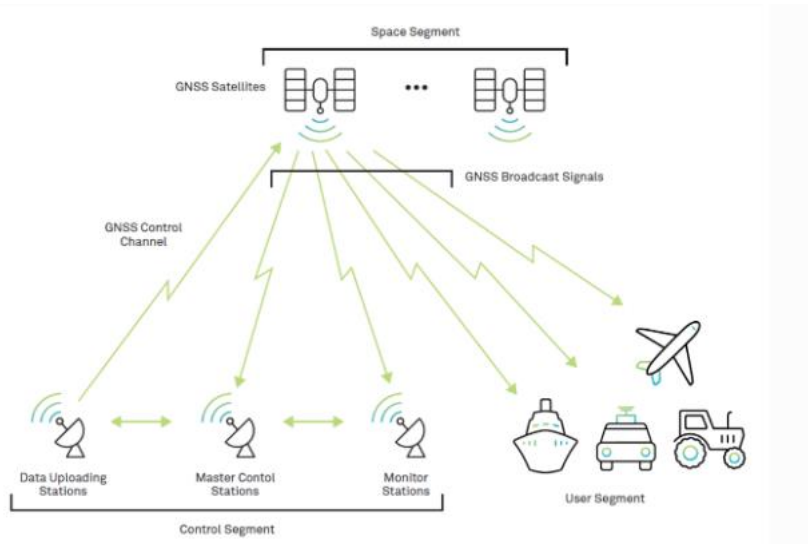 Space Segment
GNSS Satellites
GNSS Broadcast Signals
GNSS Control
Channel
Data Uploading
Stations
Master Contol
Stations
Monitor
Stations
User Segment
Control Segment